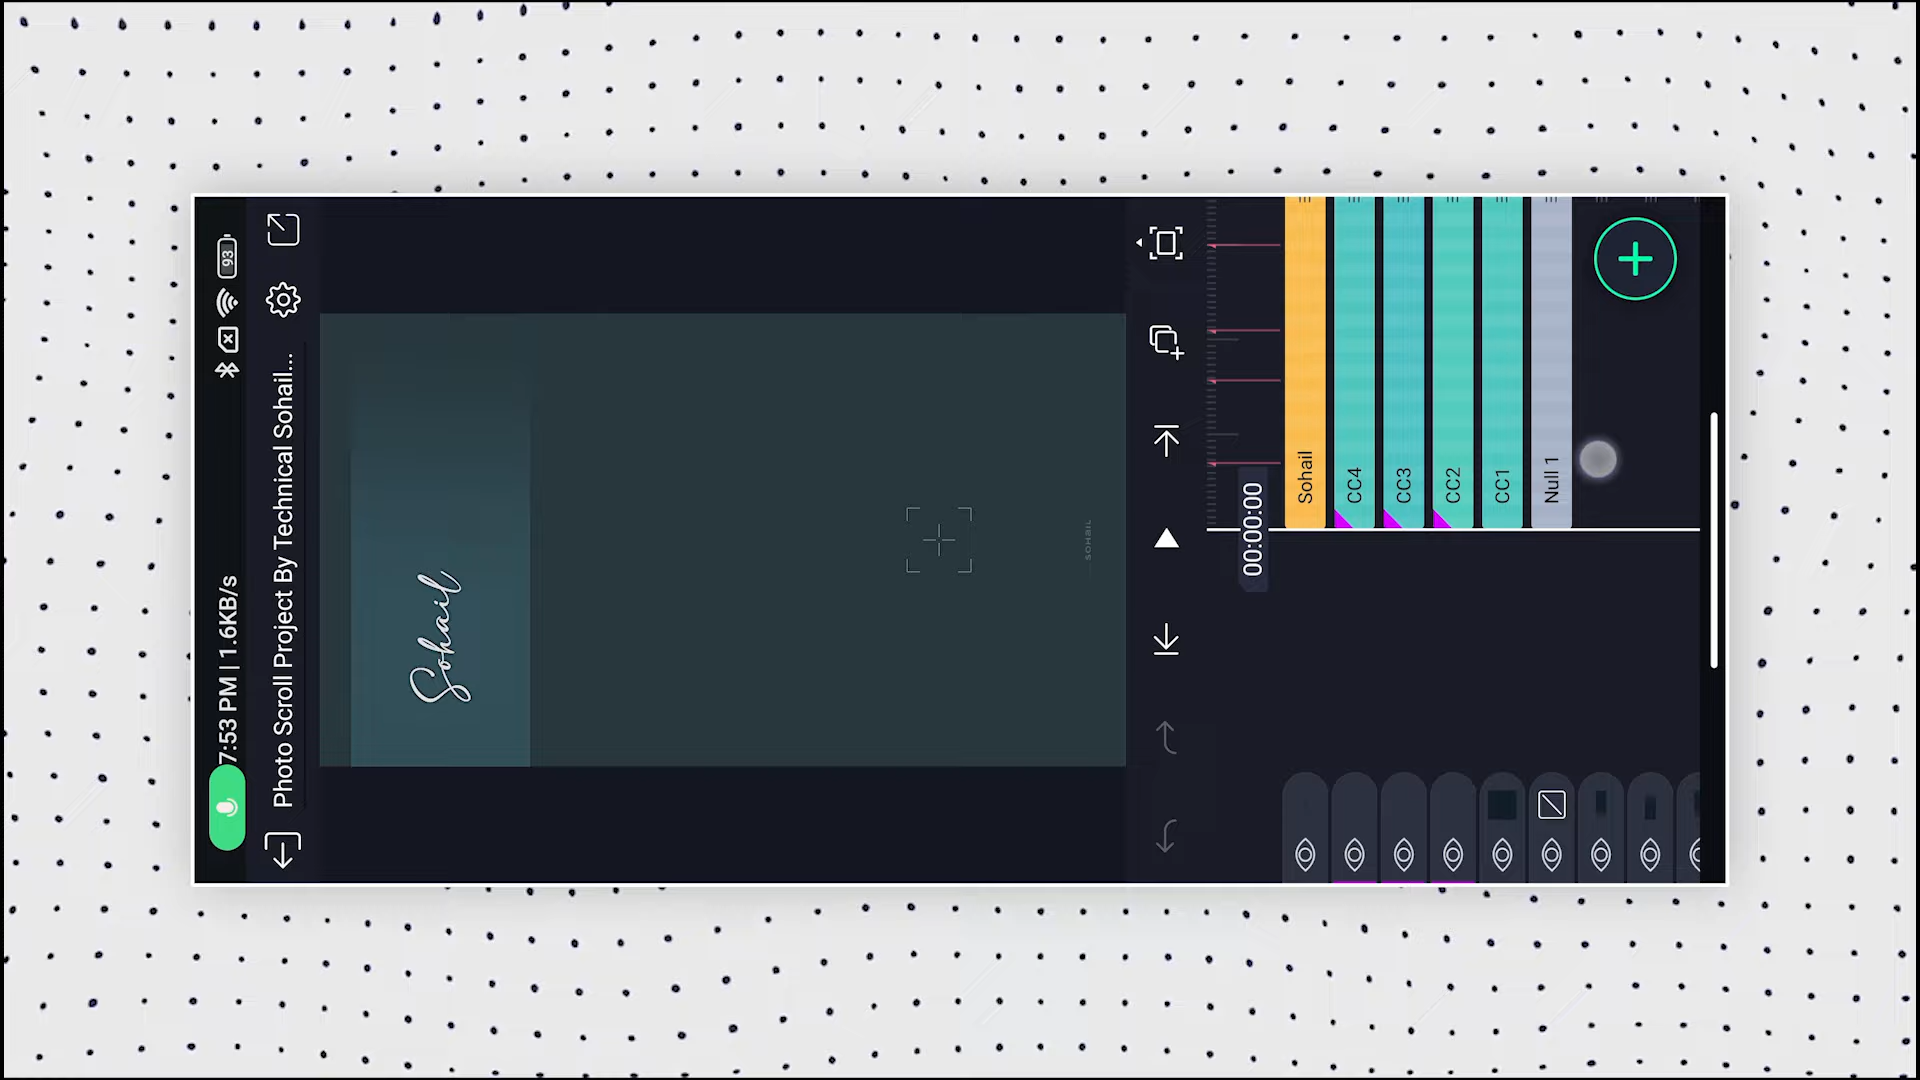 7:53 PM | 1.6KB/s
93
Photo Scroll Project By Technical Sohail...
Sohail
SOHAIL
00:00:00
Sohail
CC4
CC3
CC2
CC1
Null 1